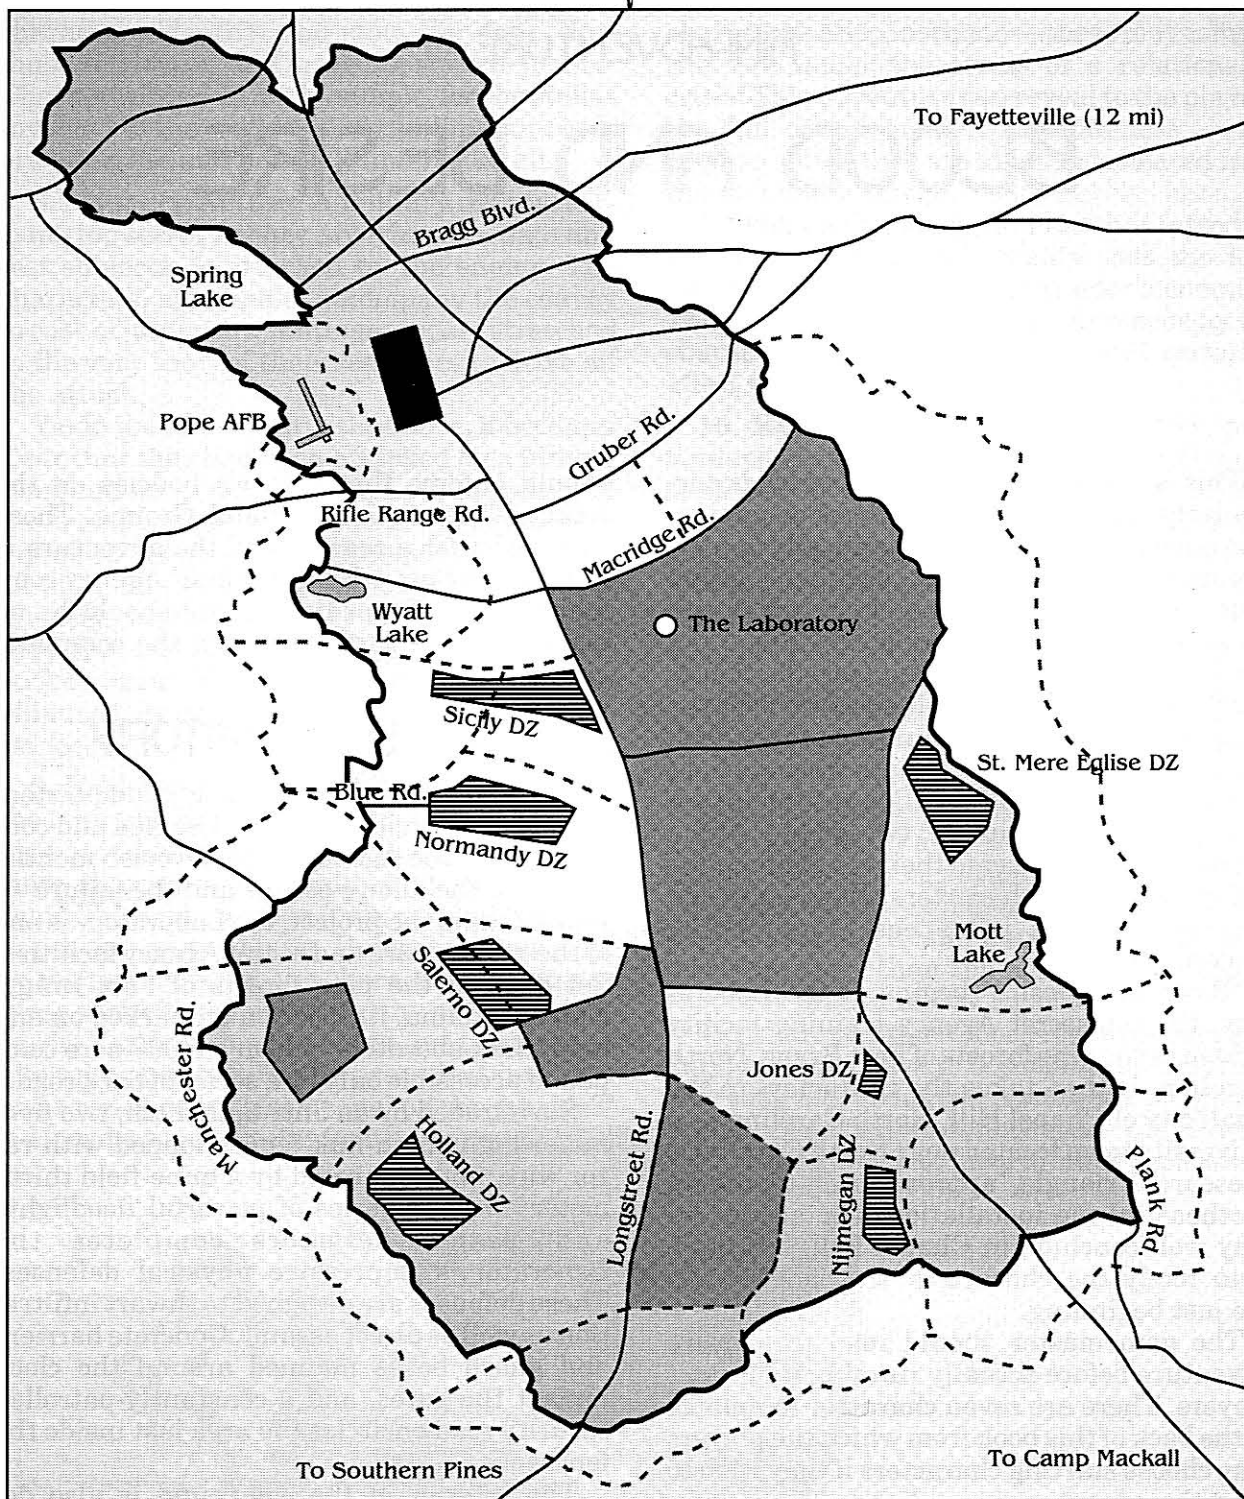 To Fayetteville (12 mi)
Bragg Blvd.
Spring
Lake
Pope AFB
Gruber Rd.
Rifle Range Rd.
Macridge Rd.
Wyatt
Lake
The Laboratory
Sicily DZ
St. Mere Eglise DZ
Blue Rd.
Normandy DZ
Mott
Lake
Salerno DZ
Manchester Rd.
Jones DZ
Holland DZ
Longstreet Rd.
Nijmegan DZ
Plank Rd.
To Southern Pines
To Camp Mackall